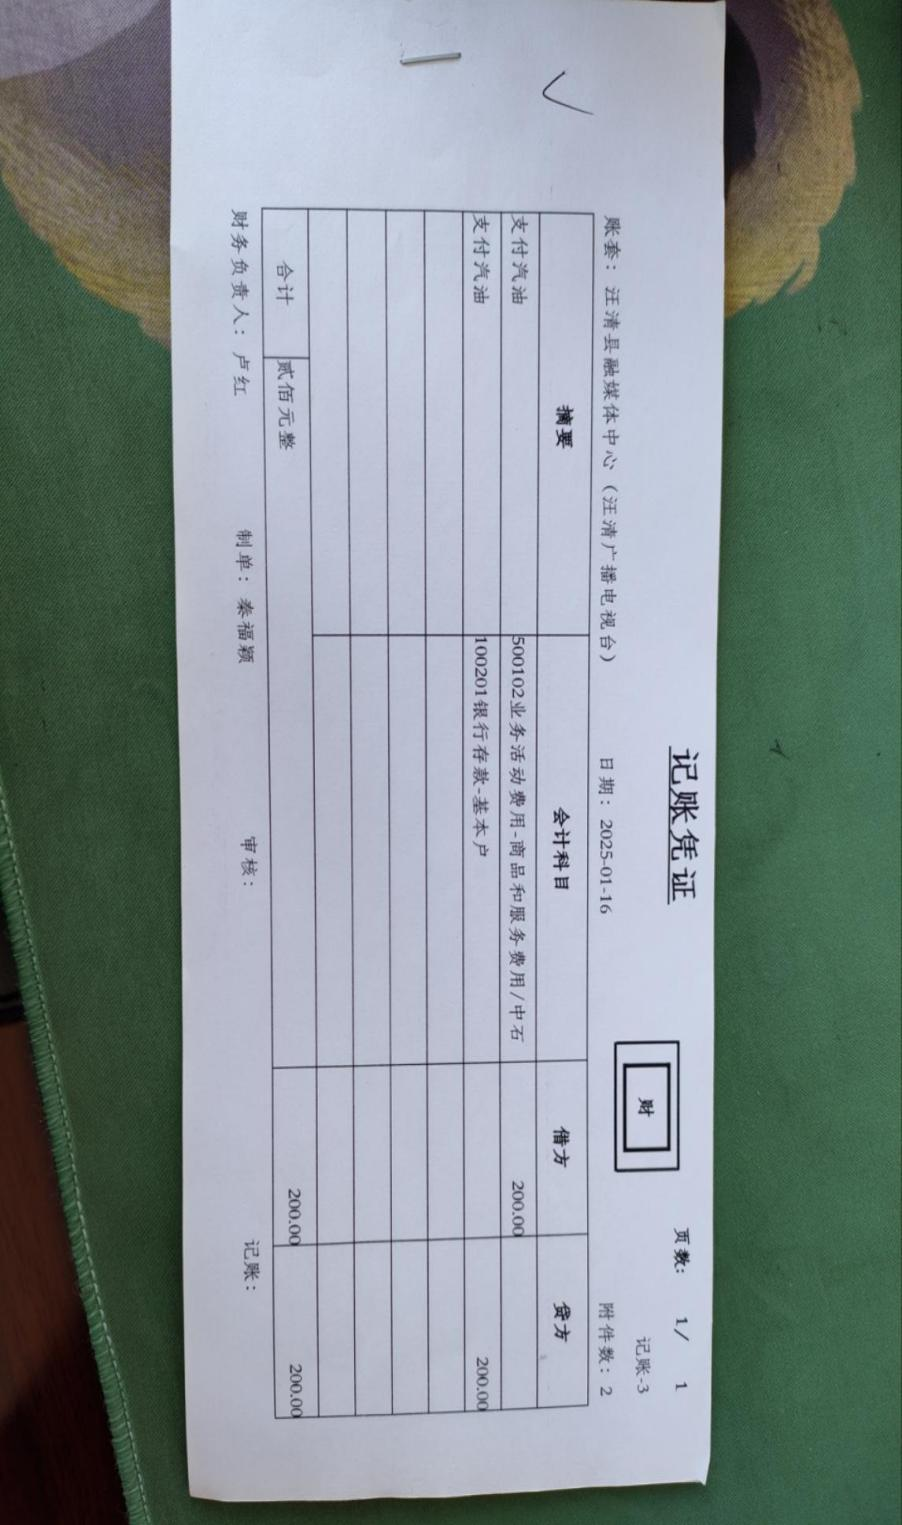 记账凭证
财
页数： 1/ 1
记账-3
账套：汪清县融媒体中心（汪清广播电视台） 日期：2025-01-16 附件数：2
摘要 会计科目 借方 贷方
支付汽油 500102业务活动费用-商品和服务费用/中石 200.00
支付汽油 100201银行存款-基本户 200.00
合计 贰佰元整 200.00 200.00
财务负责人：卢红 制单：秦福颖 审核： 记账：